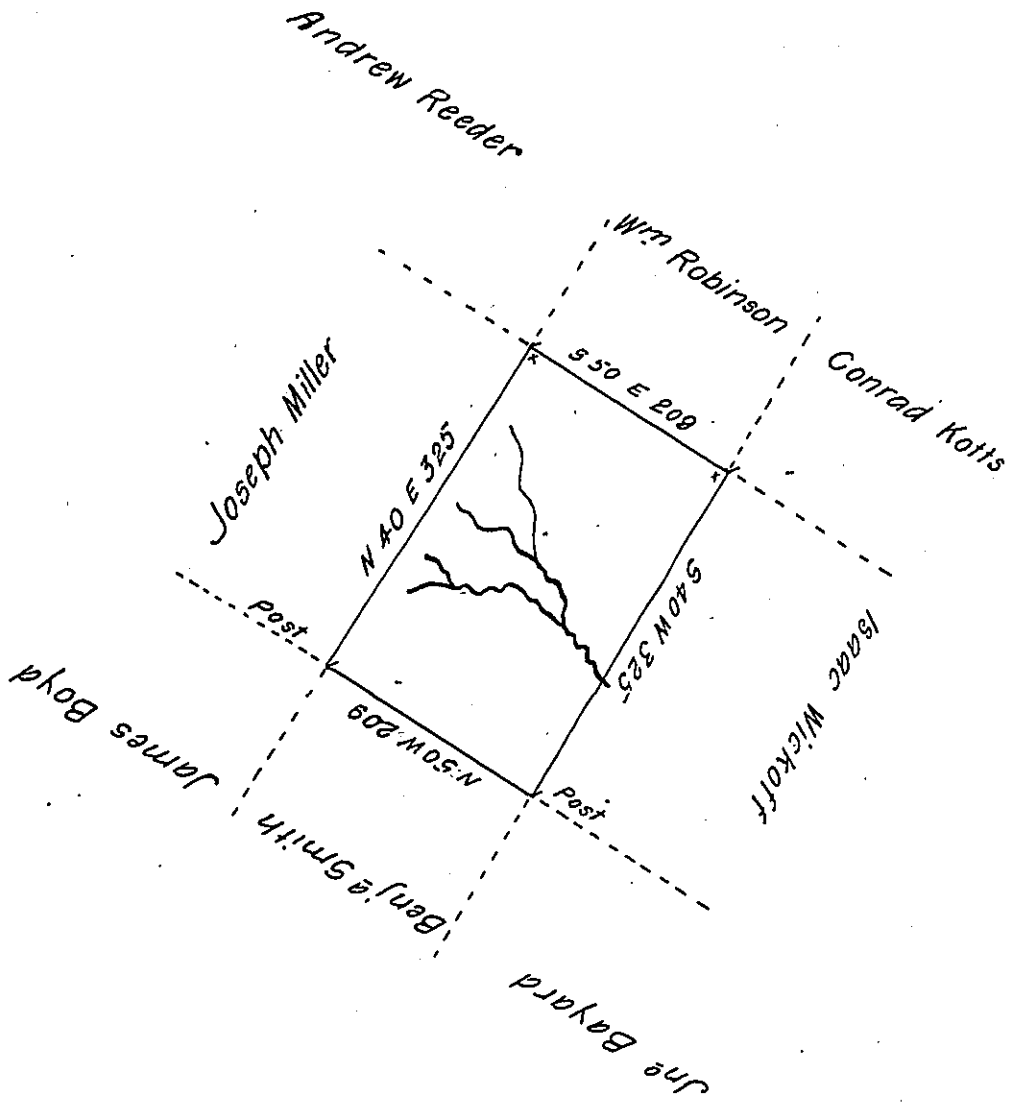 Andrew Reeder
Wm Robinson
Conrad Kotts
S 50 E 209
x
x
Joseph Miller
N 40 E 325
S 40 W 325
Isaac Wickoff
Post
James Boyd
N. 50 W. 209
Post
Benja Smith
Jno Bayard